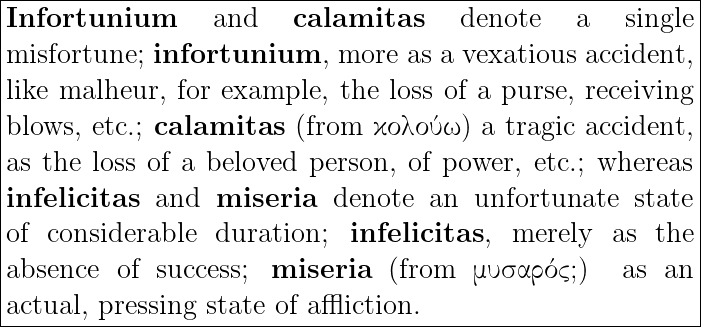 Infortunium and calamitas denote a single
misfortune; infortunium, more as a vexatious accident,
like malheur, for example, the loss of a purse, receiving
blows, etc.; calamitas (from ϰολούω) a tragic accident,
as the loss of a beloved person, of power, etc.; whereas
infelicitas and miseria denote an unfortunate state
of considerable duration; infelicitas, merely as the
absence of success; miseria (from μυσαρός;) as an
actual, pressing state of affliction.